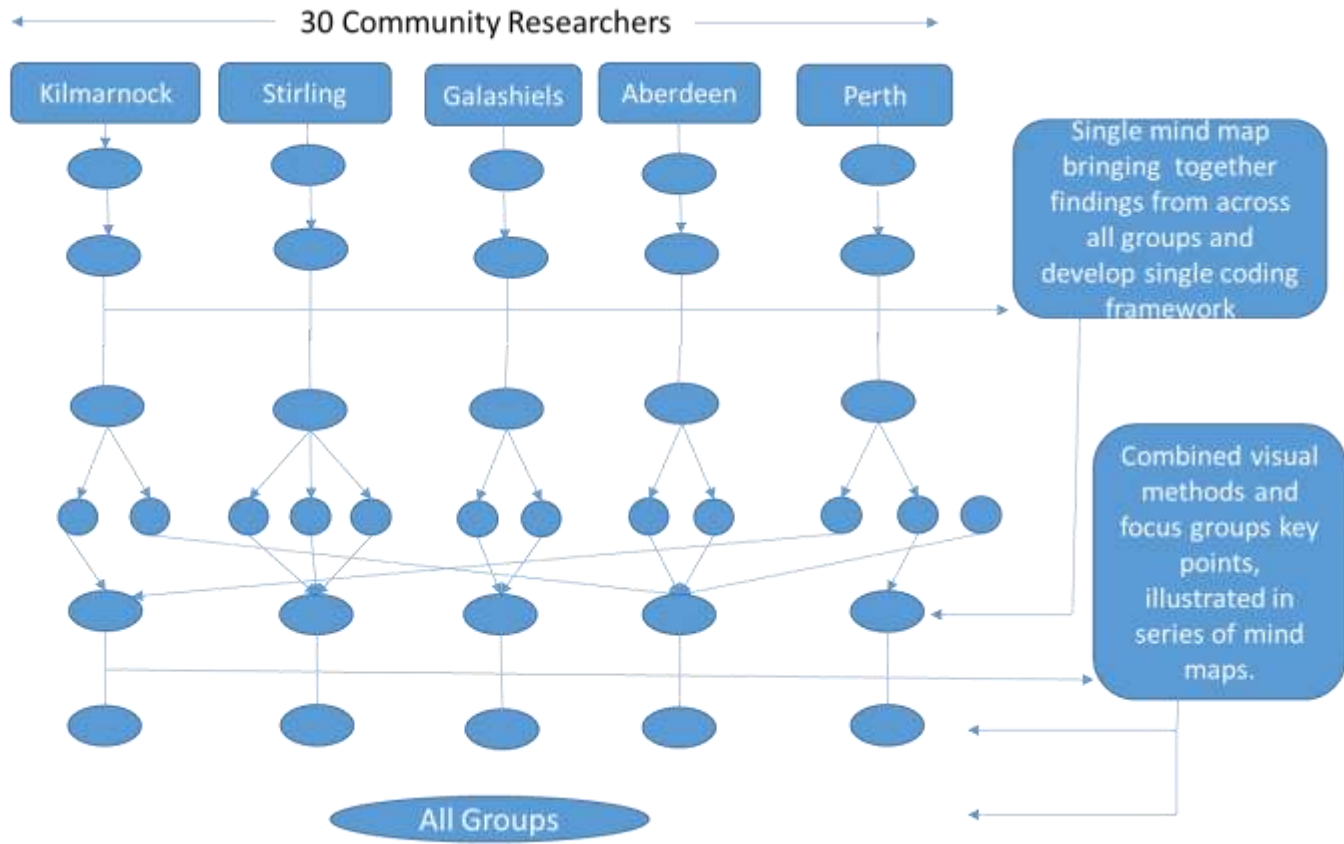 30 Community Researchers
Kilmarnock
Stirling
Galashiels
Aberdeen
Perth
Single mind map
bringing together
findings from across
all groups and
develop single coding
framework
Combined visual
methods and
focus groups key
points,
illustrated in
series of mind
maps.
All Groups